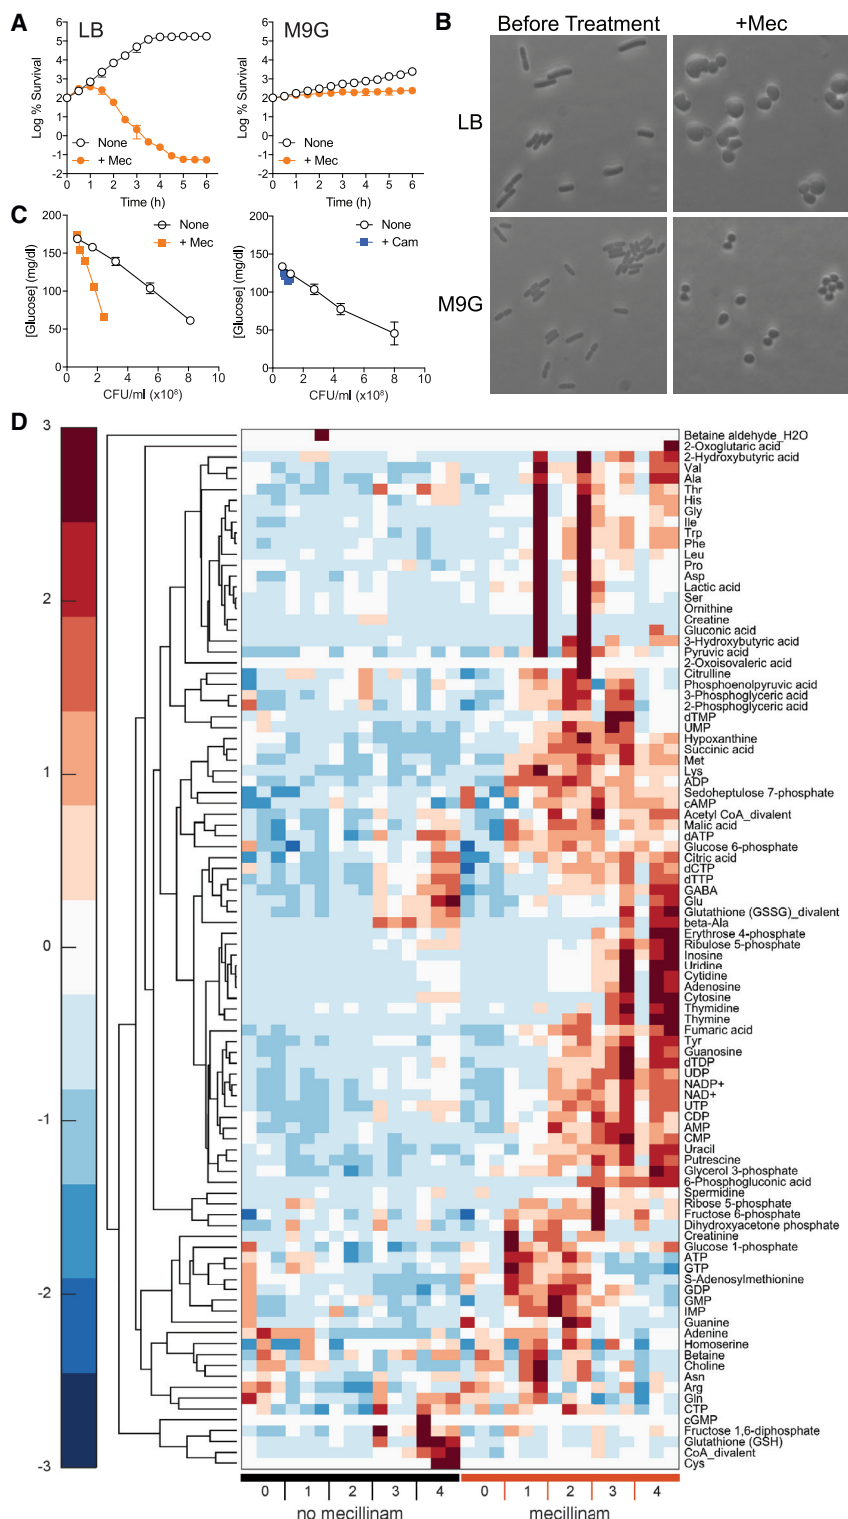 A
LB
M9G
Log % Survival
6
5
4
3
2
1
0
-1
-2
None
+ Mec
0 1 2 3 4 5 6
Time (h)
Log % Survival
6
5
4
3
2
1
0
-1
-2
None
+ Mec
0 1 2 3 4 5 6
Time (h)
B
Before Treatment
+Mec
LB
M9G
C
[Glucose] (mg/dl)
200
150
100
50
0
None
+ Mec
0 2 4 6 8 10
CFU/ml (x10⁸)
[Glucose] (mg/dl)
200
150
100
50
0
None
+ Cam
0 2 4 6 8 10
CFU/ml (x10⁸)
D
3
2
1
0
-1
-2
-3
Betaine aldehyde_H2O
2-Oxoglutaric acid
2-Hydroxybutyric acid
Val
Ala
Thr
His
Gly
Ile
Trp
Phe
Leu
Pro
Asp
Lactic acid
Ser
Ornithine
Creatine
Gluconic acid
3-Hydroxybutyric acid
Pyruvic acid
2-Oxoisovaleric acid
Citrulline
Phosphoenolpyruvic acid
3-Phosphoglyceric acid
2-Phosphoglyceric acid
dTMP
UMP
Hypoxanthine
Succinic acid
Met
Lys
ADP
Sedoheptulose 7-phosphate
cAMP
Acetyl CoA_divalent
Malic acid
dATP
Glucose 6-phosphate
Citric acid
dCTP
dTTP
GABA
Glu
Glutathione (GSSG)_divalent
beta-Ala
Erythrose 4-phosphate
Ribulose 5-phosphate
Inosine
Uridine
Cytidine
Adenosine
Cytosine
Thymidine
Thymine
Fumaric acid
Tyr
Guanosine
dTDP
UDP
NADP+
NAD+
UTP
CDP
AMP
CMP
Uracil
Putrescine
Glycerol 3-phosphate
6-Phosphogluconic acid
Spermidine
Ribose 5-phosphate
Fructose 6-phosphate
Dihydroxyacetone phosphate
Creatinine
Glucose 1-phosphate
ATP
GTP
S-Adenosylmethionine
GDP
GMP
IMP
Guanine
Adenine
Homoserine
Betaine
Choline
Asn
Arg
Gln
CTP
cGMP
Fructose 1,6-diphosphate
Glutathione (GSH)
CoA_divalent
Cys
0 1 2 3 4 0 1 2 3 4
no mecillinam mecillinam